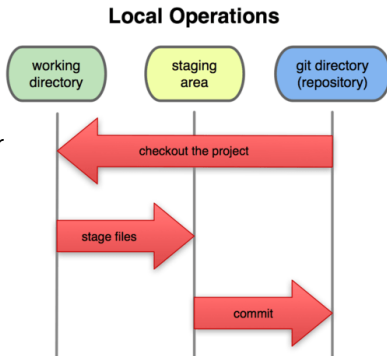 Local Operations
working
directory
staging
area
git directory
(repository)
r
checkout the project
stage files
commit